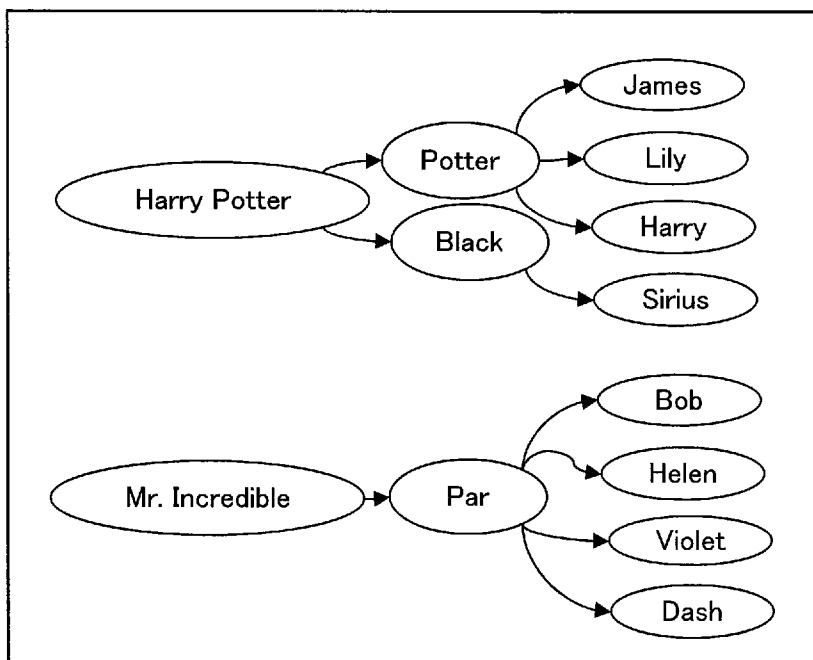 James
Potter
Lily
Harry Potter
Harry
Black
Sirius
Bob
Helen
Mr. Incredible
Par
Violet
Dash